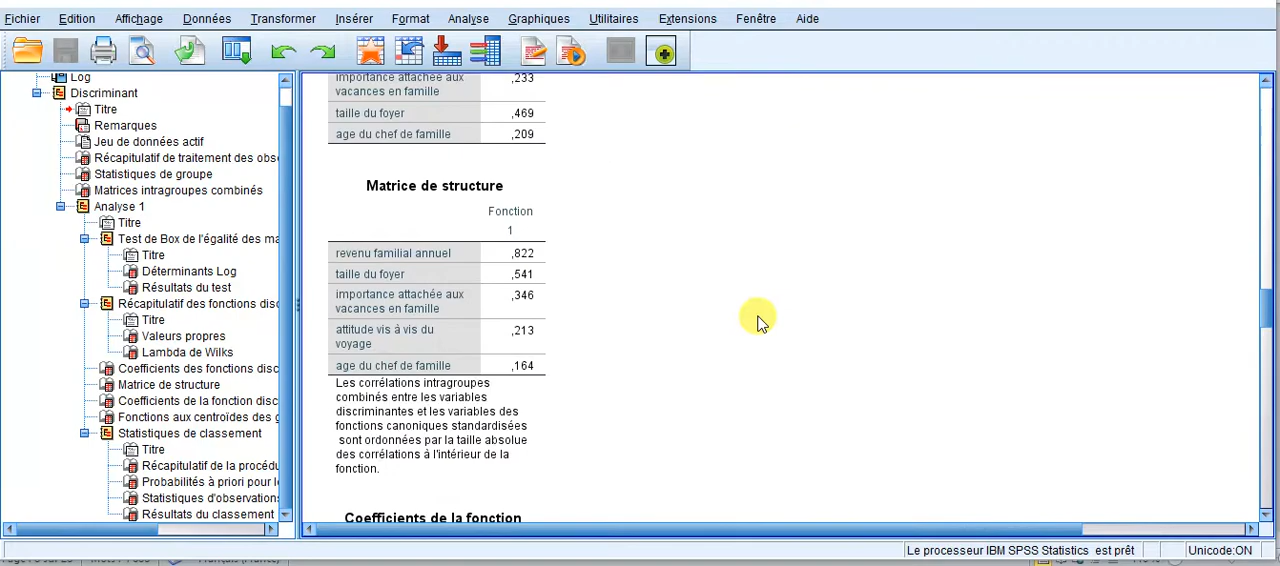 Fichier Edition Affichage Données Transformer Insérer Format Analyse Graphiques Utilitaires Extensions Fenêtre Aide
Log
Discriminant
Titre
Remarques
Jeu de données actif
Récapitulatif de traitement des obse
Statistiques de groupe
Matrices intragroupes combinés
Analyse 1
Titre
Test de Box de l'égalité des ma
Titre
Déterminants Log
Résultats du test
Récapitulatif des fonctions disc
Titre
Valeurs propres
Lambda de Wilks
Coefficients des fonctions disc
Matrice de structure
Coefficients de la fonction disc
Fonctions aux centroïdes des g
Statistiques de classement
Titre
Récapitulatif de la procédu
Probabilités à priori pour le
Statistiques d'observations
Résultats du classement
importance attachée aux ,233
vacances en famille
taille du foyer ,469
age du chef de famille ,209
Matrice de structure
Fonction
1
revenu familial annuel ,822
taille du foyer ,541
importance attachée aux ,346
vacances en famille
attitude vis à vis du ,213
voyage
age du chef de famille ,164
Les corrélations intragroupes
combinés entre les variables
discriminantes et les variables des
fonctions canoniques standardisées
sont ordonnées par la taille absolue
des corrélations à l'intérieur de la
fonction.
Coefficients de la fonction
Le processeur IBM SPSS Statistics est prêt Unicode:ON